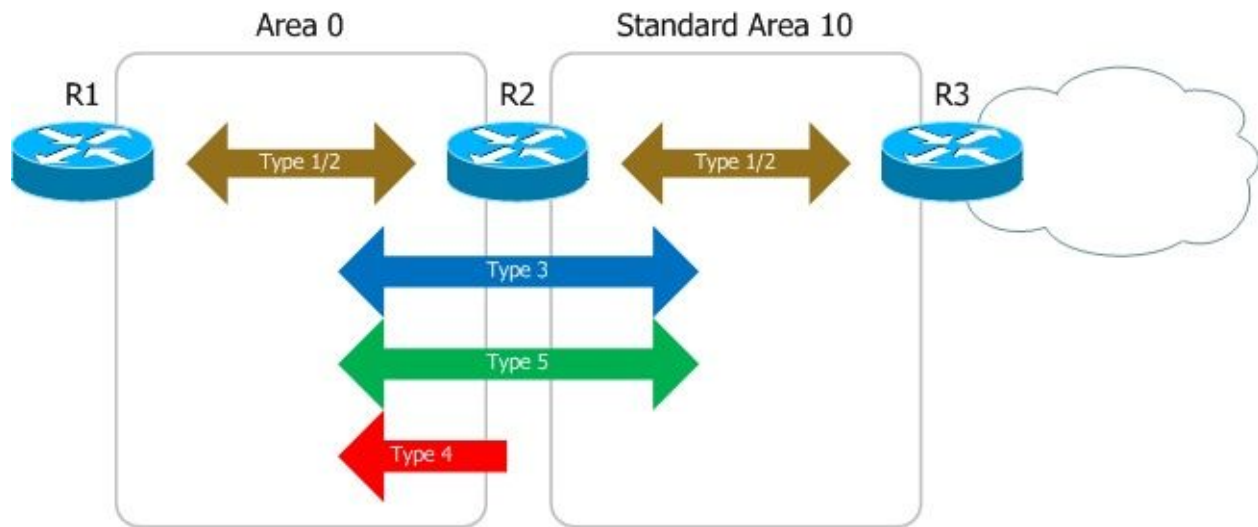 Area 0
Standard Area 10
R1
R2
R3
Type 1/2
Type 1/2
Type 3
Type 5
Type 4